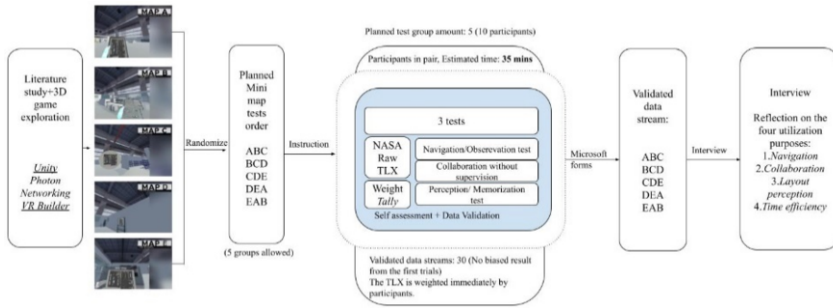 Literature
study+3D
game
exploration
Unity
Photon
Networking
VR Builder
MAP A
MAP B
MAP C
MAP D
MAP E
Randomize
Planned
Mini
map
tests
order
ABC
BCD
CDE
DEA
EAB
(5 groups allowed)
Instruction
Planned test group amount: 5 (10 participants)
Participants in pair, Estimated time: 35 mins
3 tests
NASA
Raw
TLX
Weight
Tally
Navigation/Obserevation test
Collaboration without
supervision
Perception/ Memorization
test
Self assessment + Data Validation
Validated data streams: 30 (No biased result
from the first trials)
The TLX is weighted immediately by
participants.
Microsoft
forms
Validated
data
stream:
ABC
BCD
CDE
DEA
EAB
Interview
Interview
Reflection on the
four utilization
purposes:
1.Navigation
2.Collaboration
3.Layout
perception
4.Time efficiency